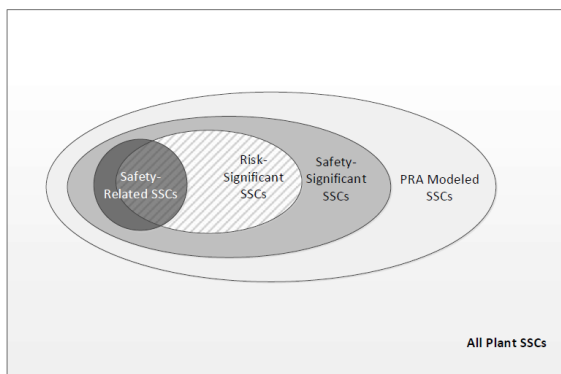 Safety-
Related SSCs
Risk-
Significant
SSCs
Safety-
Significant
SSCs
PRA Modeled
SSCs
All Plant SSCs